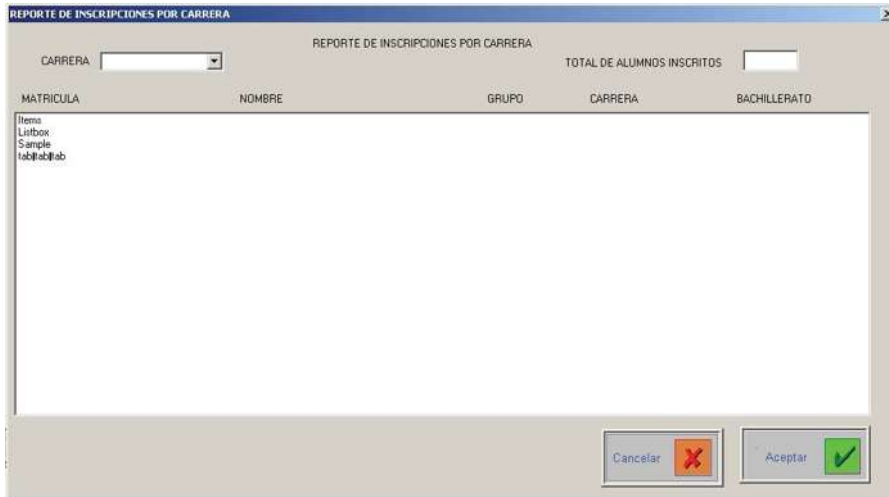 REPORTE DE INSCRIPCIONES POR CARRERA
REPORTE DE INSCRIPCIONES POR CARRERA
CARRERA
TOTAL DE ALUMNOS INSCRITOS
MATRICULA NOMBRE GRUPO CARRERA BACHILLERATO
Items
Listbox
Sample
tab|tab|tab
Cancelar
Aceptar